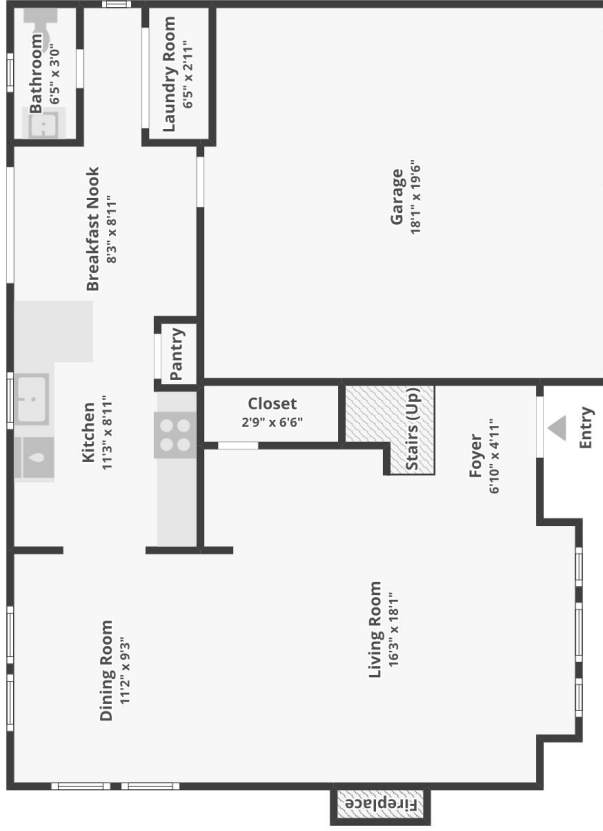 Bathroom
6'5" x 3'0"
Laundry Room
6'5" x 2'11"
Breakfast Nook
8'3" x 8'11"
Garage
18'1" x 19'6"
Pantry
Kitchen
11'3" x 8'11"
Closet
2'9" x 6'6"
Stairs (Up)
Foyer
6'10" x 4'11"
Entry
Dining Room
11'2" x 9'3"
Living Room
16'3" x 18'1"
Fireplace